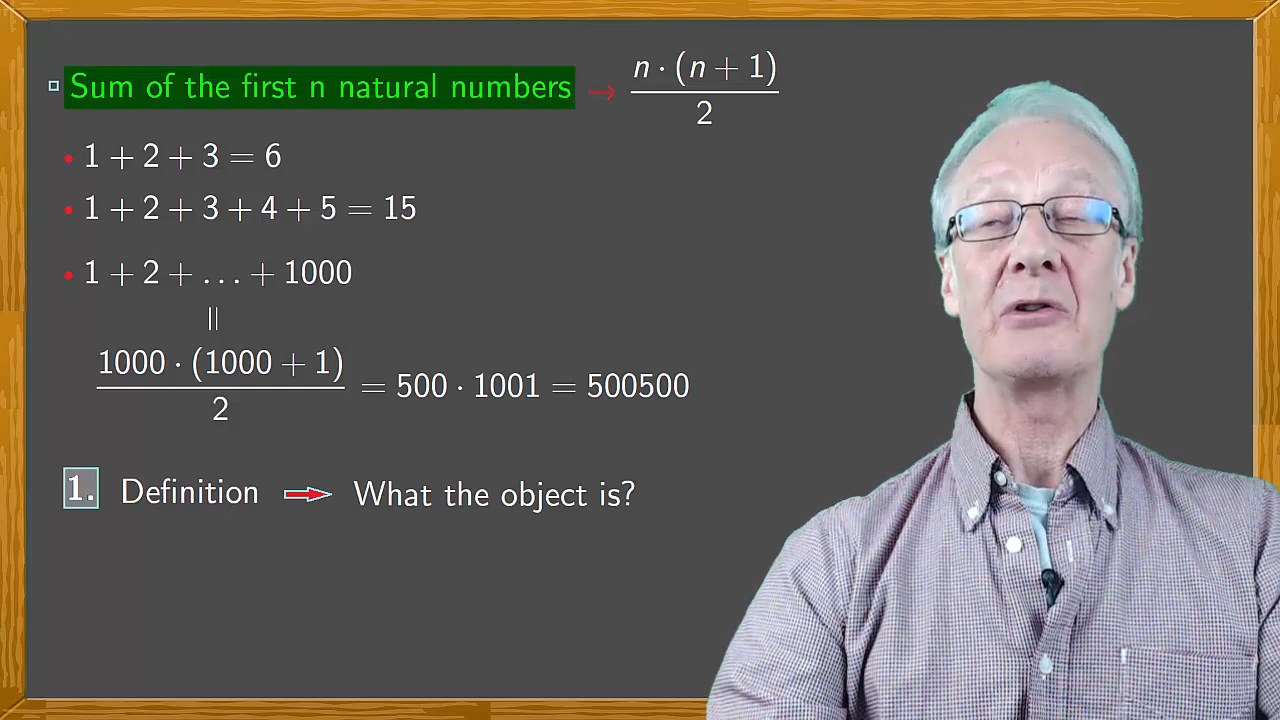 Sum of the first n natural numbers → n · (n + 1) / 2
• 1 + 2 + 3 = 6
• 1 + 2 + 3 + 4 + 5 = 15
• 1 + 2 + … + 1000
||
1000 · (1000 + 1) / 2 = 500 · 1001 = 500500
1. Definition ⇒ What the object is?